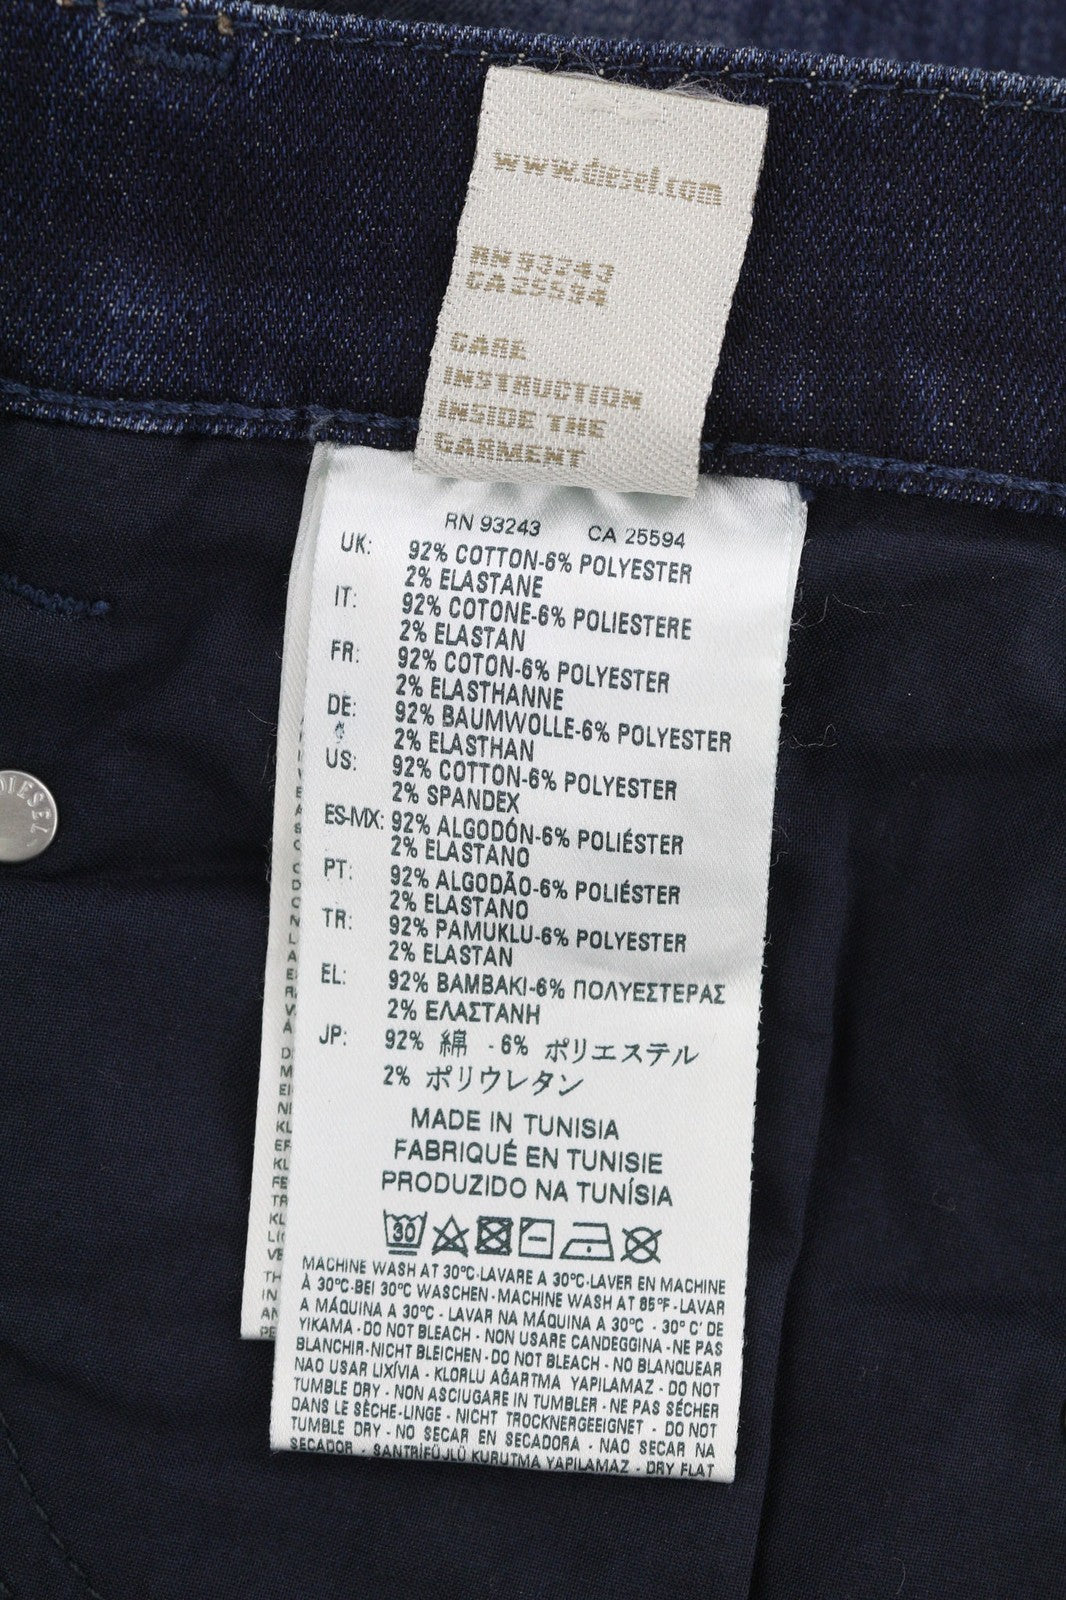 www.diesel.com
RN 93243
CA 25594
CARE
INSTRUCTION
INSIDE THE
GARMENT
RN 93243 CA 25594
UK: 92% COTTON-6% POLYESTER
2% ELASTANE
IT: 92% COTONE-6% POLIESTERE
2% ELASTAN
FR: 92% COTON-6% POLYESTER
2% ELASTHANNE
DE: 92% BAUMWOLLE-6% POLYESTER
2% ELASTHAN
US: 92% COTTON-6% POLYESTER
2% SPANDEX
ES-MX: 92% ALGODÓN-6% POLIÉSTER
2% ELASTANO
PT: 92% ALGODÃO-6% POLIÉSTER
2% ELASTANO
TR: 92% PAMUKLU-6% POLYESTER
2% ELASTAN
EL: 92% ΒΑΜΒΑΚΙ-6% ΠΟΛΥΕΣΤΕΡΑΣ
2% ΕΛΑΣΤΑΝΗ
JP: 92% 綿 - 6% ポリエステル
2% ポリウレタン
MADE IN TUNISIA
FABRIQUÉ EN TUNISIE
PRODUZIDO NA TUNÍSIA
30
MACHINE WASH AT 30°C-LAVARE A 30°C-LAVER EN MACHINE
À 30°C-BEI 30°C WASCHEN-MACHINE WASH AT 85°F-LAVAR
A MÁQUINA A 30°C - LAVAR NA MÁQUINA A 30°C - 30° C' DE
YIKAMA - DO NOT BLEACH - NON USARE CANDEGGINA -NE PAS
BLANCHIR-NICHT BLEICHEN-DO NOT BLEACH - NO BLANQUEAR
NAO USAR LIXÍVIA - KLORLU AĞARTMA YAPILAMAZ - DO NOT
TUMBLE DRY - NON ASCIUGARE IN TUMBLER - NE PAS SÉCHER
DANS LE SÈCHE-LINGE - NICHT TROCKNERGEEIGNET - DO NOT
TUMBLE DRY -NO SECAR EN SECADORA - NAO SECAR NA
SECADOR - SANTRİFÜJLÜ KURUTMA YAPILAMAZ - DRY FLAT
DIESEL